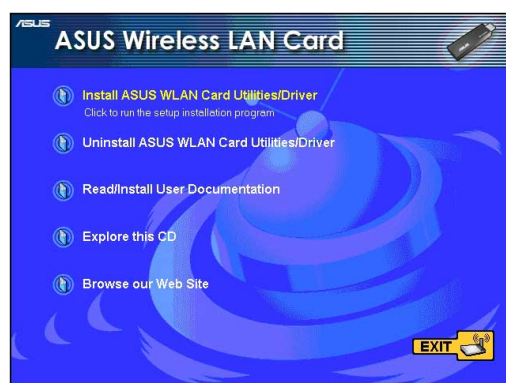 ASUS
ASUS Wireless LAN Card
Install ASUS WLAN Card Utilities/Driver
Click to run the setup installation program
Uninstall ASUS WLAN Card Utilities/Driver
Read/Install User Documentation
Explore this CD
Browse our Web Site
EXIT